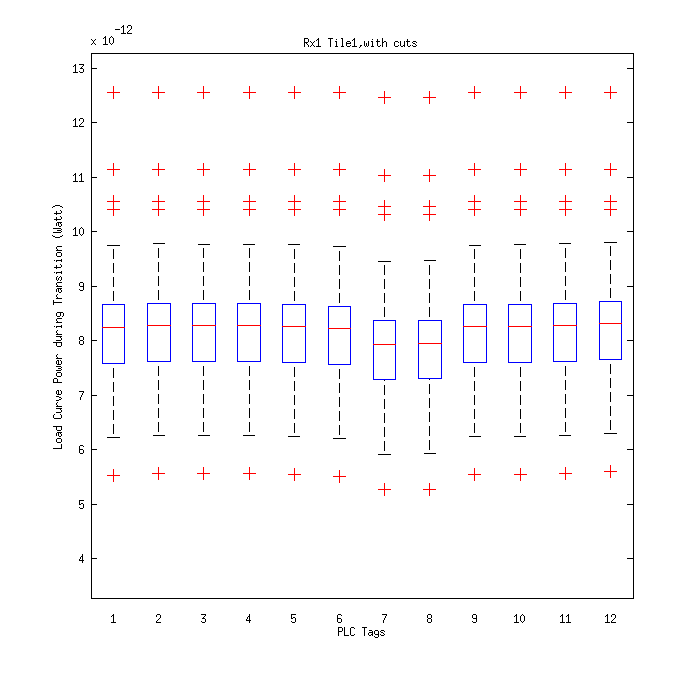 x 10^-12
Rx1 Tile1,with cuts
Load Curve Power during Transition (Watt)
13
12
11
10
9
8
7
6
5
4
1 2 3 4 5 6 7 8 9 10 11 12
PLC Tags